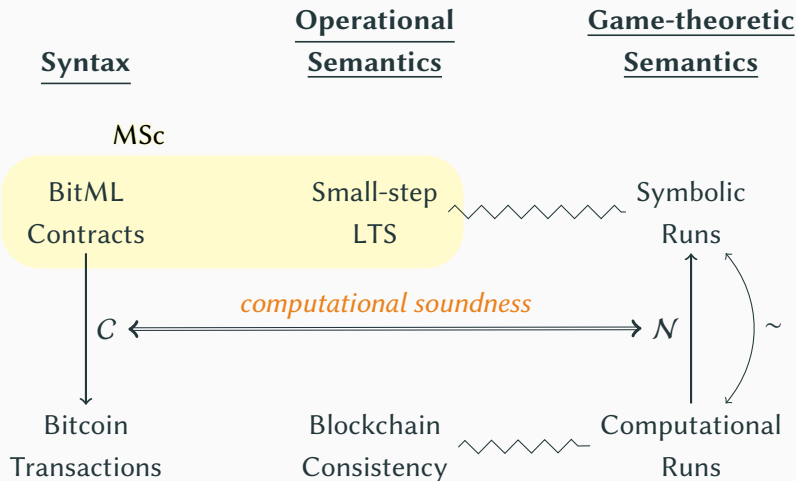 Syntax
Operational
Semantics
Game-theoretic
Semantics
MSc
BitML
Contracts
Small-step
LTS
Symbolic
Runs
computational soundness
C
N
~
Bitcoin
Transactions
Blockchain
Consistency
Computational
Runs